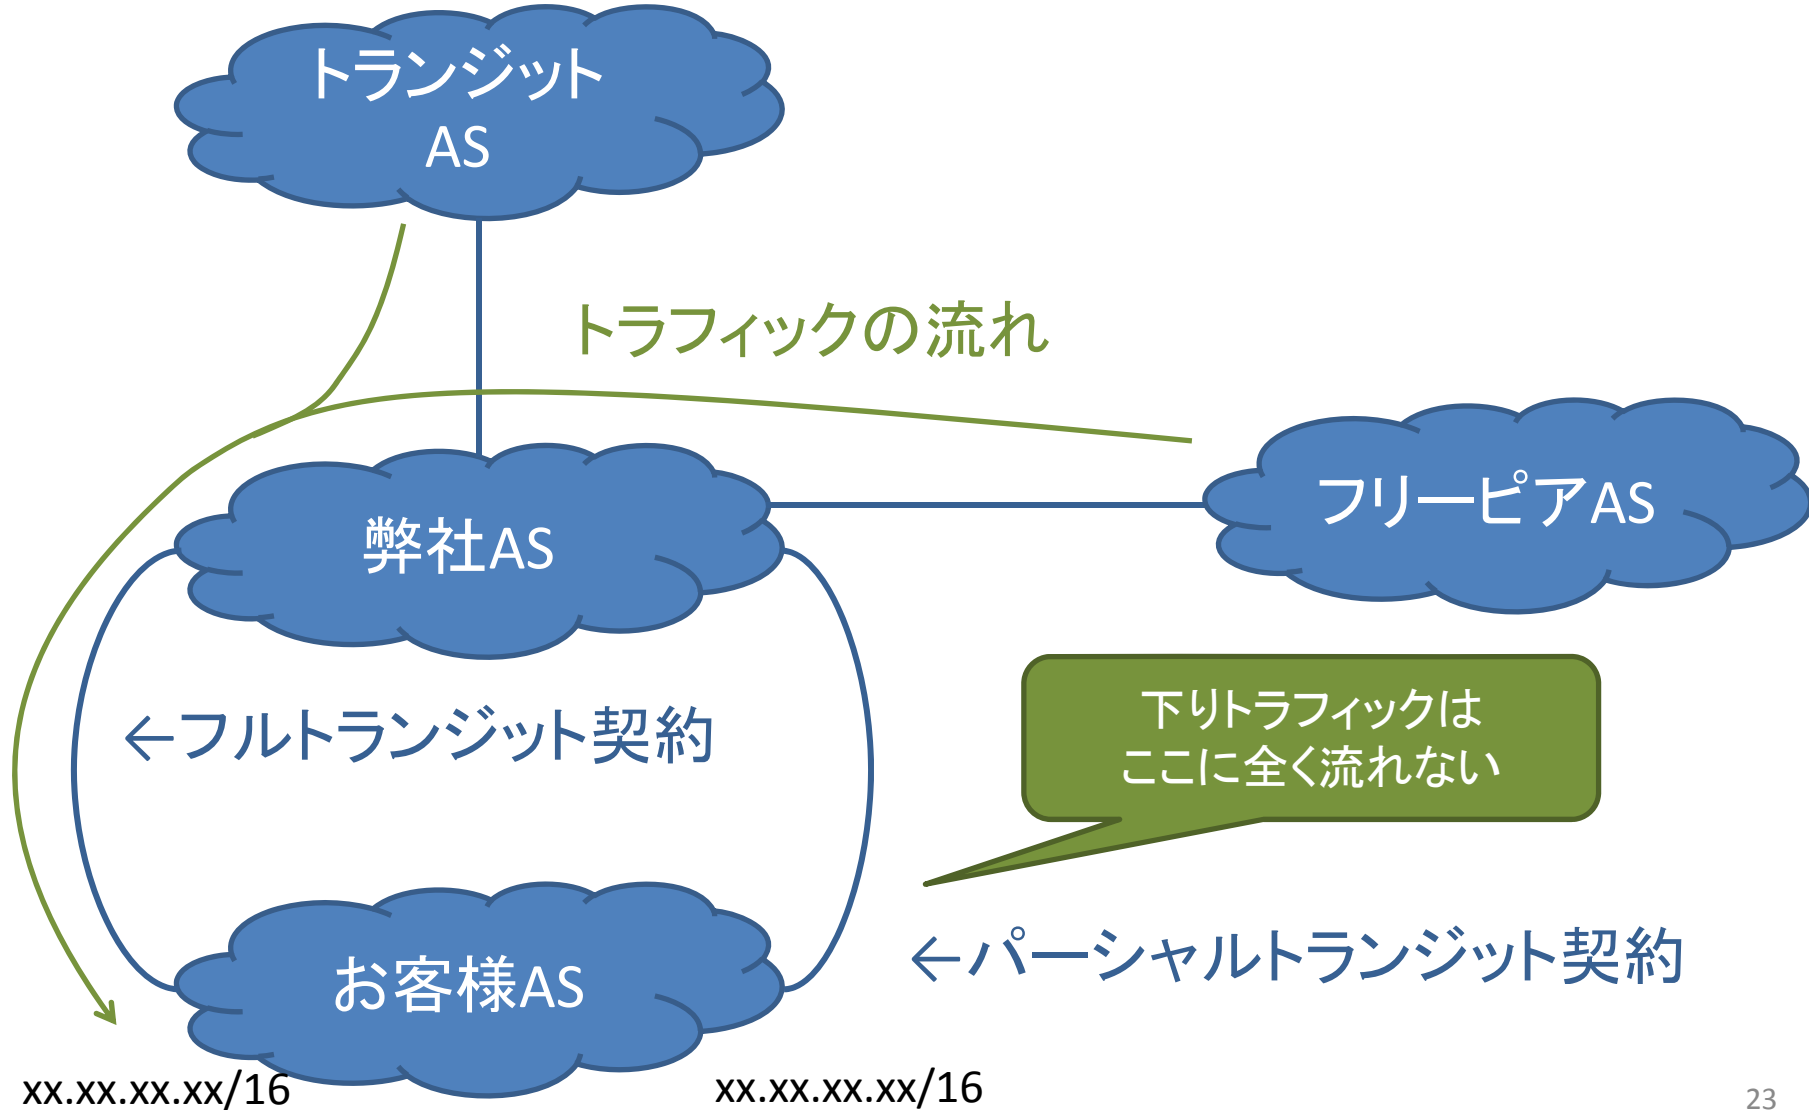 トランジット
AS
トラフィックの流れ
フリーピアAS
弊社AS
←フルトランジット契約
下りトラフィックは
ここに全く流れない
←パーシャルトランジット契約
お客様AS
xx.xx.xx.xx/16
xx.xx.xx.xx/16
23